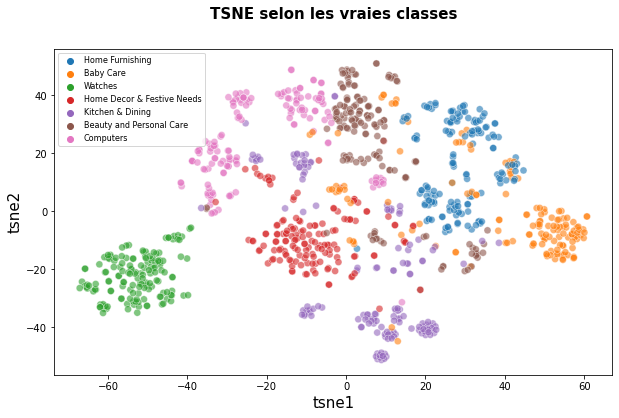 TSNE selon les vraies classes
Home Furnishing
Baby Care
Watches
Home Decor & Festive Needs
Kitchen & Dining
Beauty and Personal Care
Computers
tsne2
40
20
0
−20
−40
−60
−40
−20
0
20
40
60
tsne1